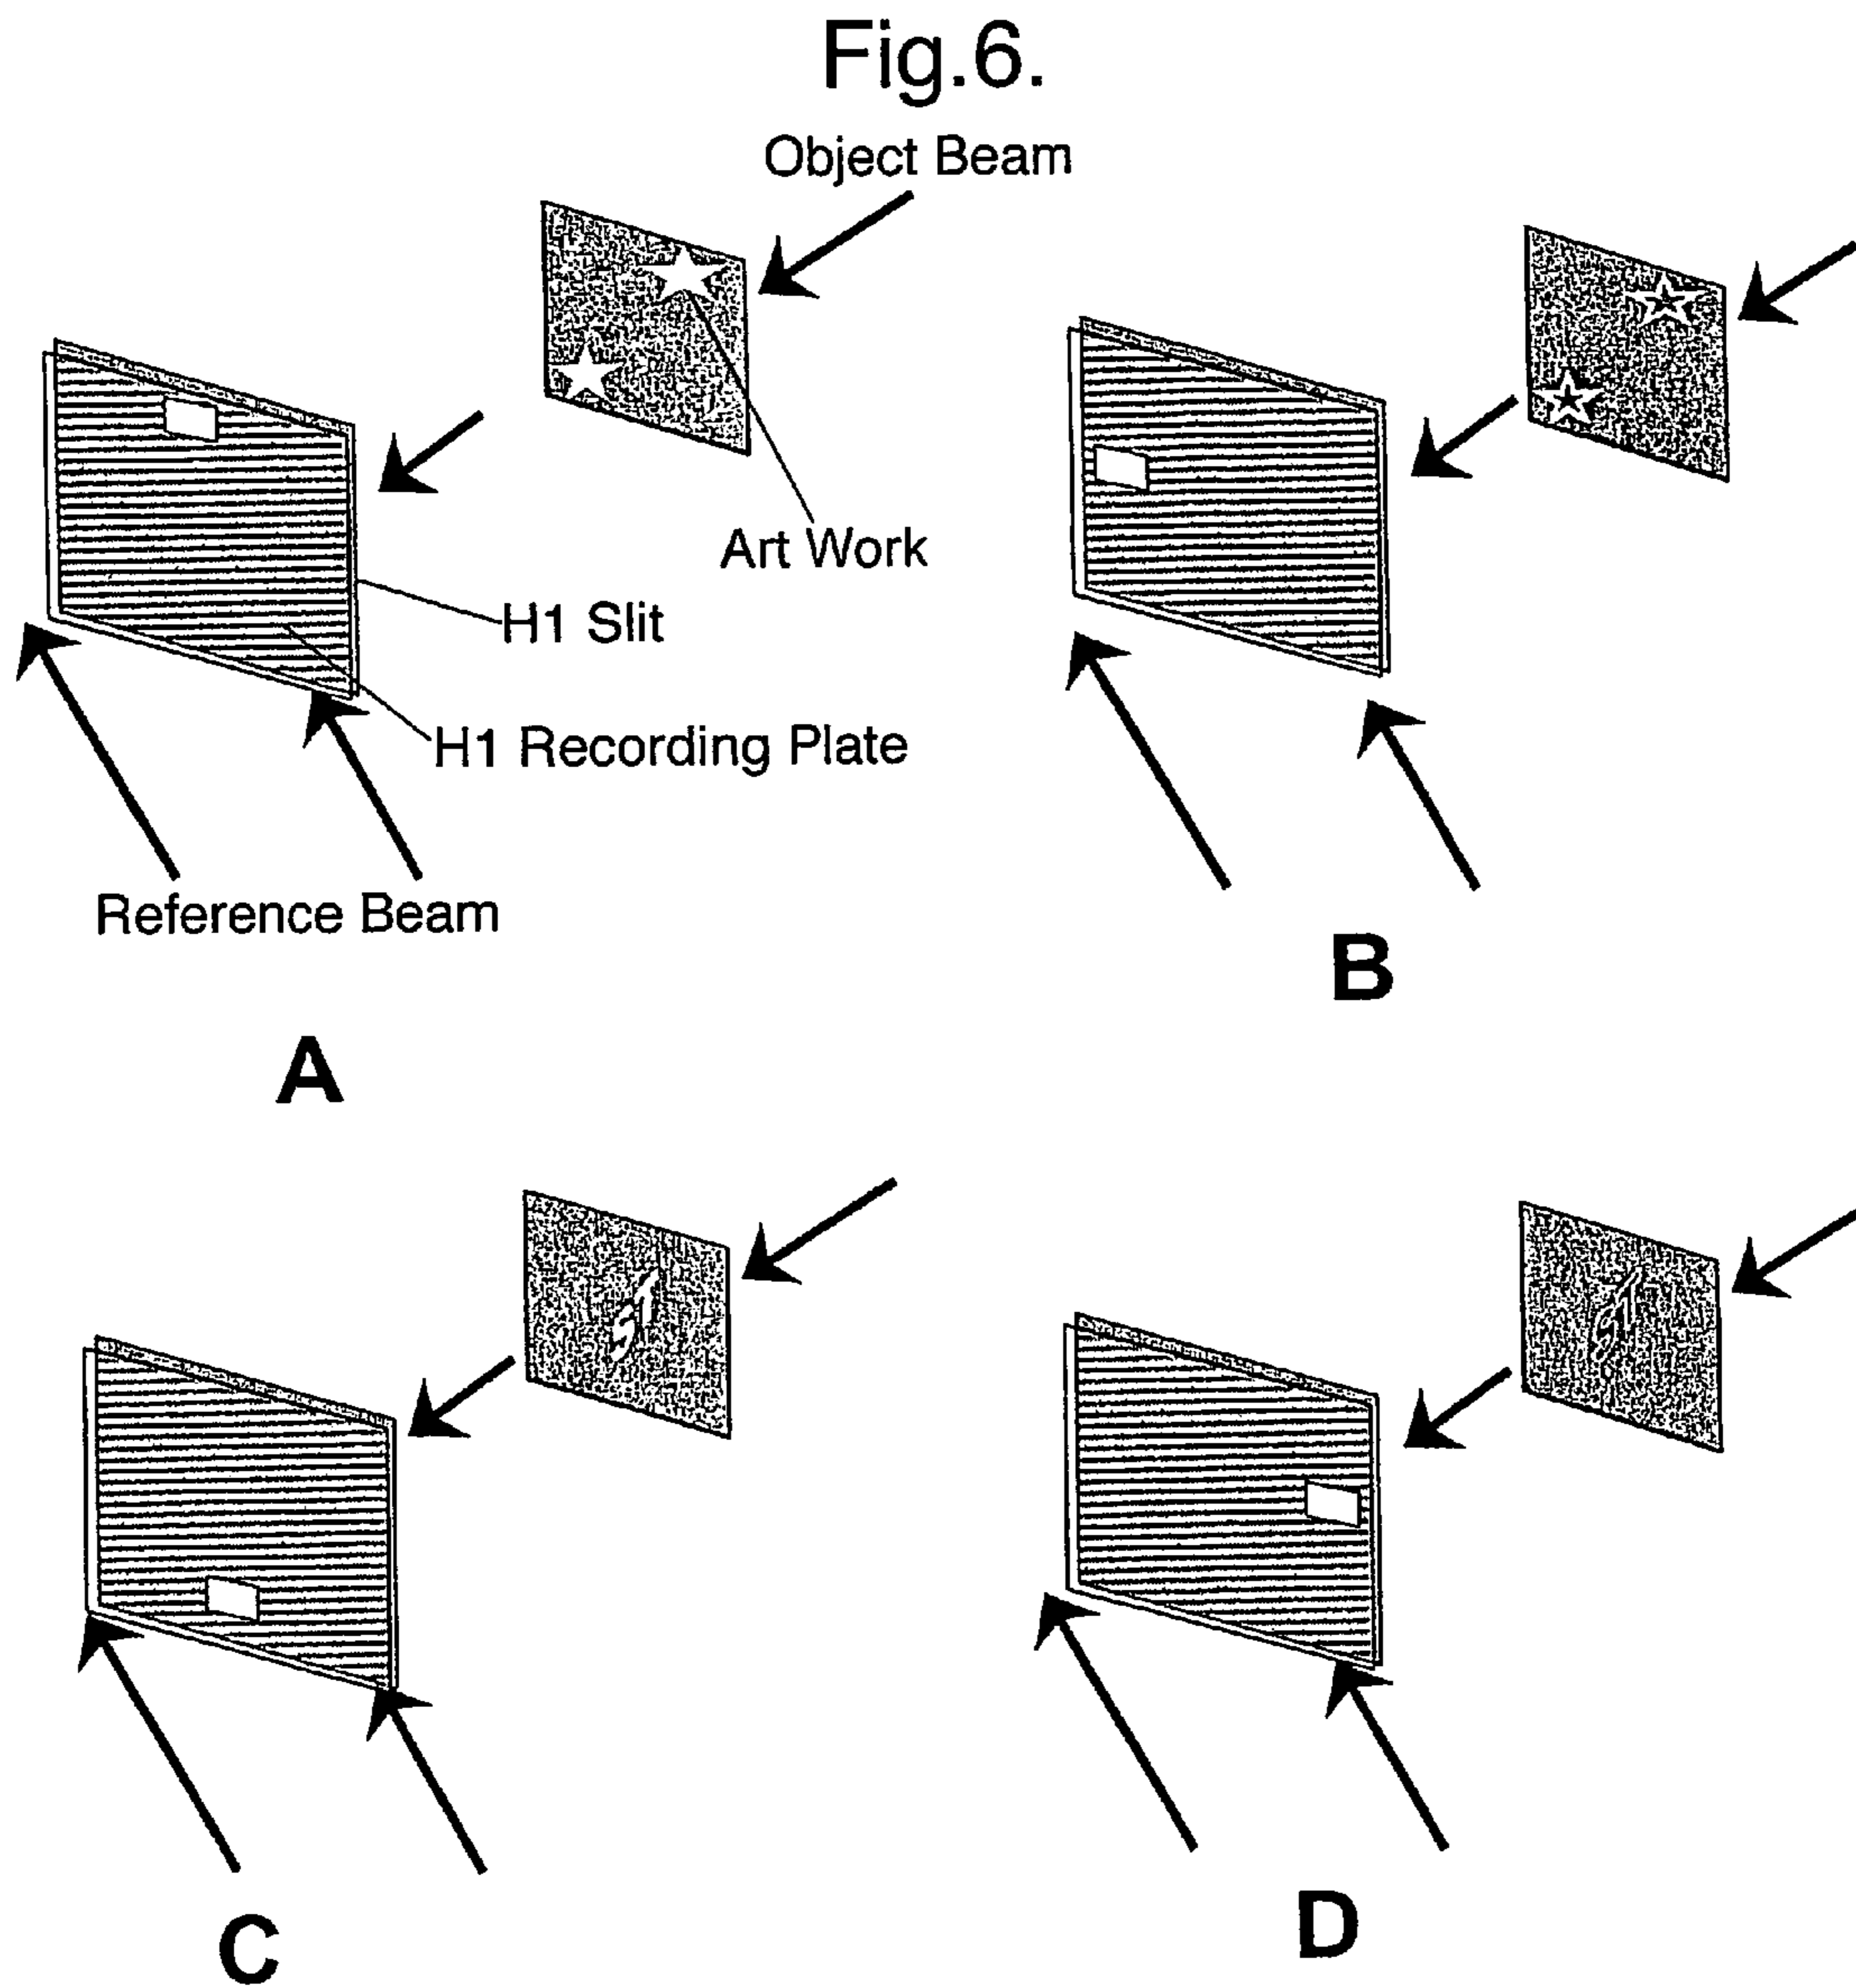 Fig.6.
Object Beam
Art Work
H1 Slit
H1 Recording Plate
Reference Beam
B
A
C
D